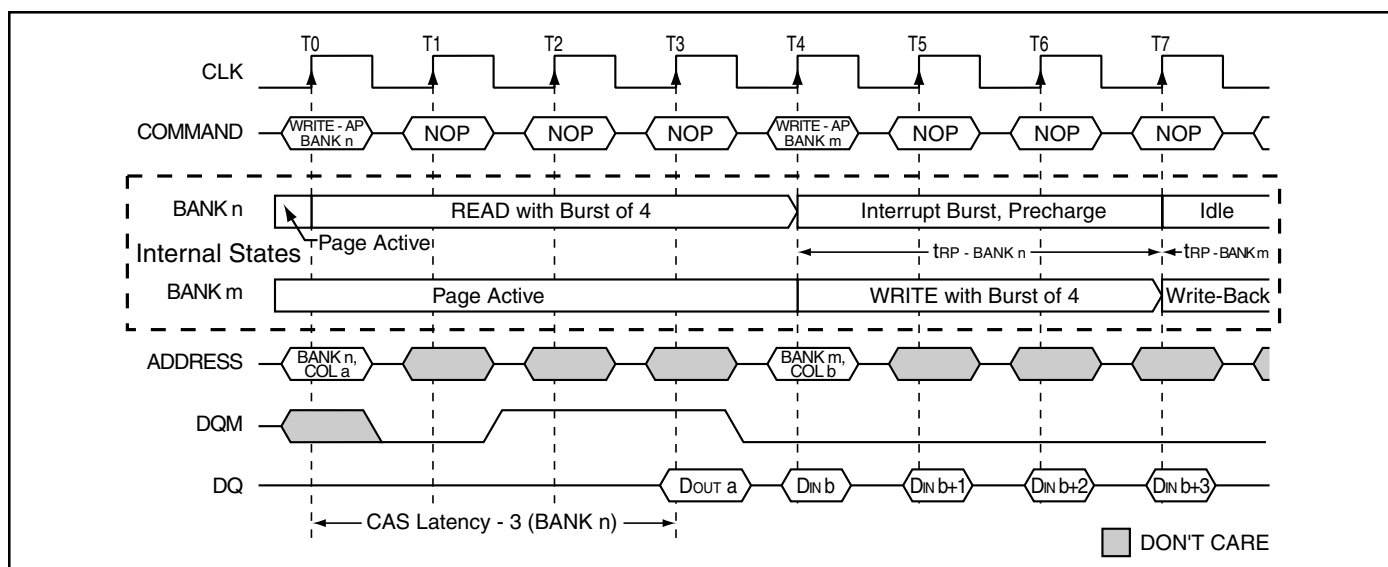 T0 T1 T2 T3 T4 T5 T6 T7
CLK
COMMAND WRITE - AP BANK n NOP NOP NOP WRITE - AP BANK m NOP NOP NOP
BANK n READ with Burst of 4 Interrupt Burst, Precharge Idle
Page Active
Internal States tRP - BANK n tRP - BANK m
BANK m Page Active WRITE with Burst of 4 Write-Back
ADDRESS BANK n, COL a BANK m, COL b
DQM
DQ DOUT a DIN b DIN b+1 DIN b+2 DIN b+3
CAS Latency - 3 (BANK n)
DON'T CARE